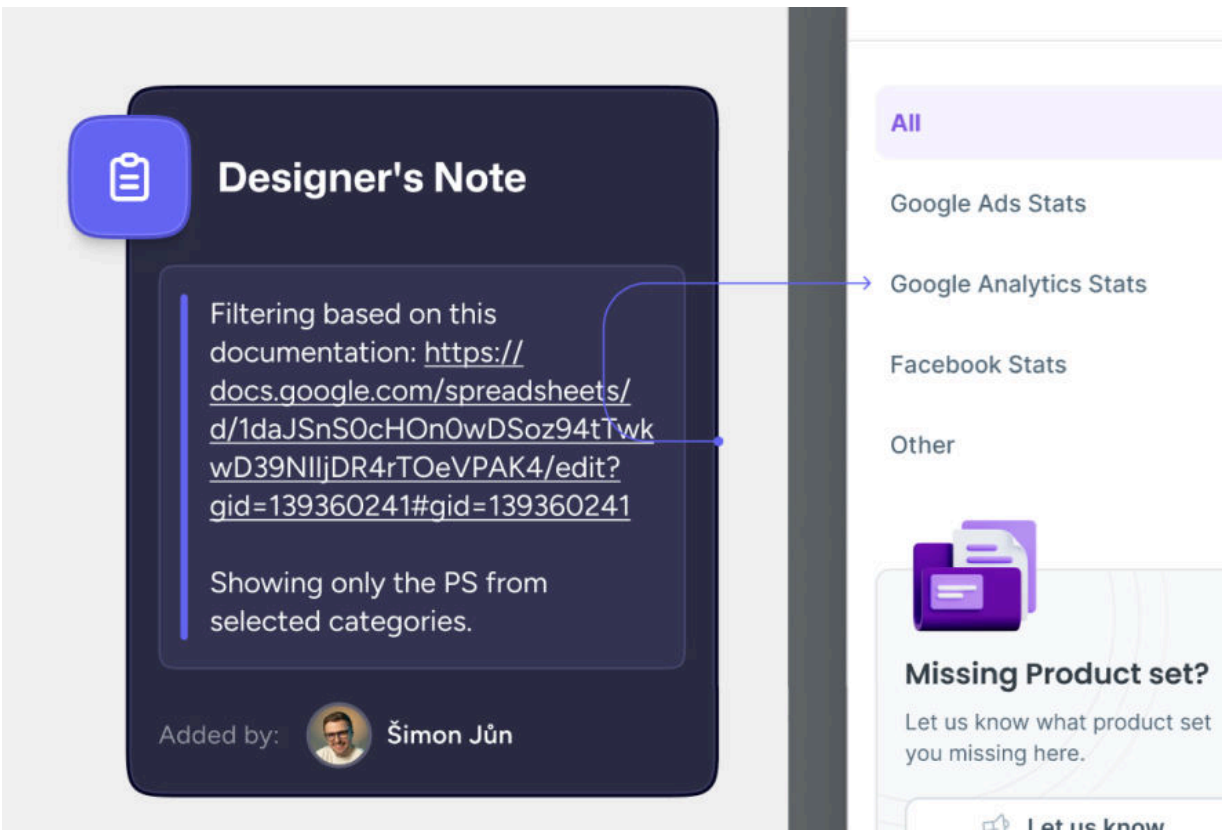 Designer's Note
Filtering based on this
documentation: https://
docs.google.com/spreadsheets/
d/1daJSnS0cHOn0wDSoz94tTwk
wD39NIljDR4rTOeVPAK4/edit?
gid=139360241#gid=139360241
Showing only the PS from
selected categories.
Added by:
Šimon Jůn
All
Google Ads Stats
Google Analytics Stats
Facebook Stats
Other
Missing Product set?
Let us know what product set
you missing here.
Let us know